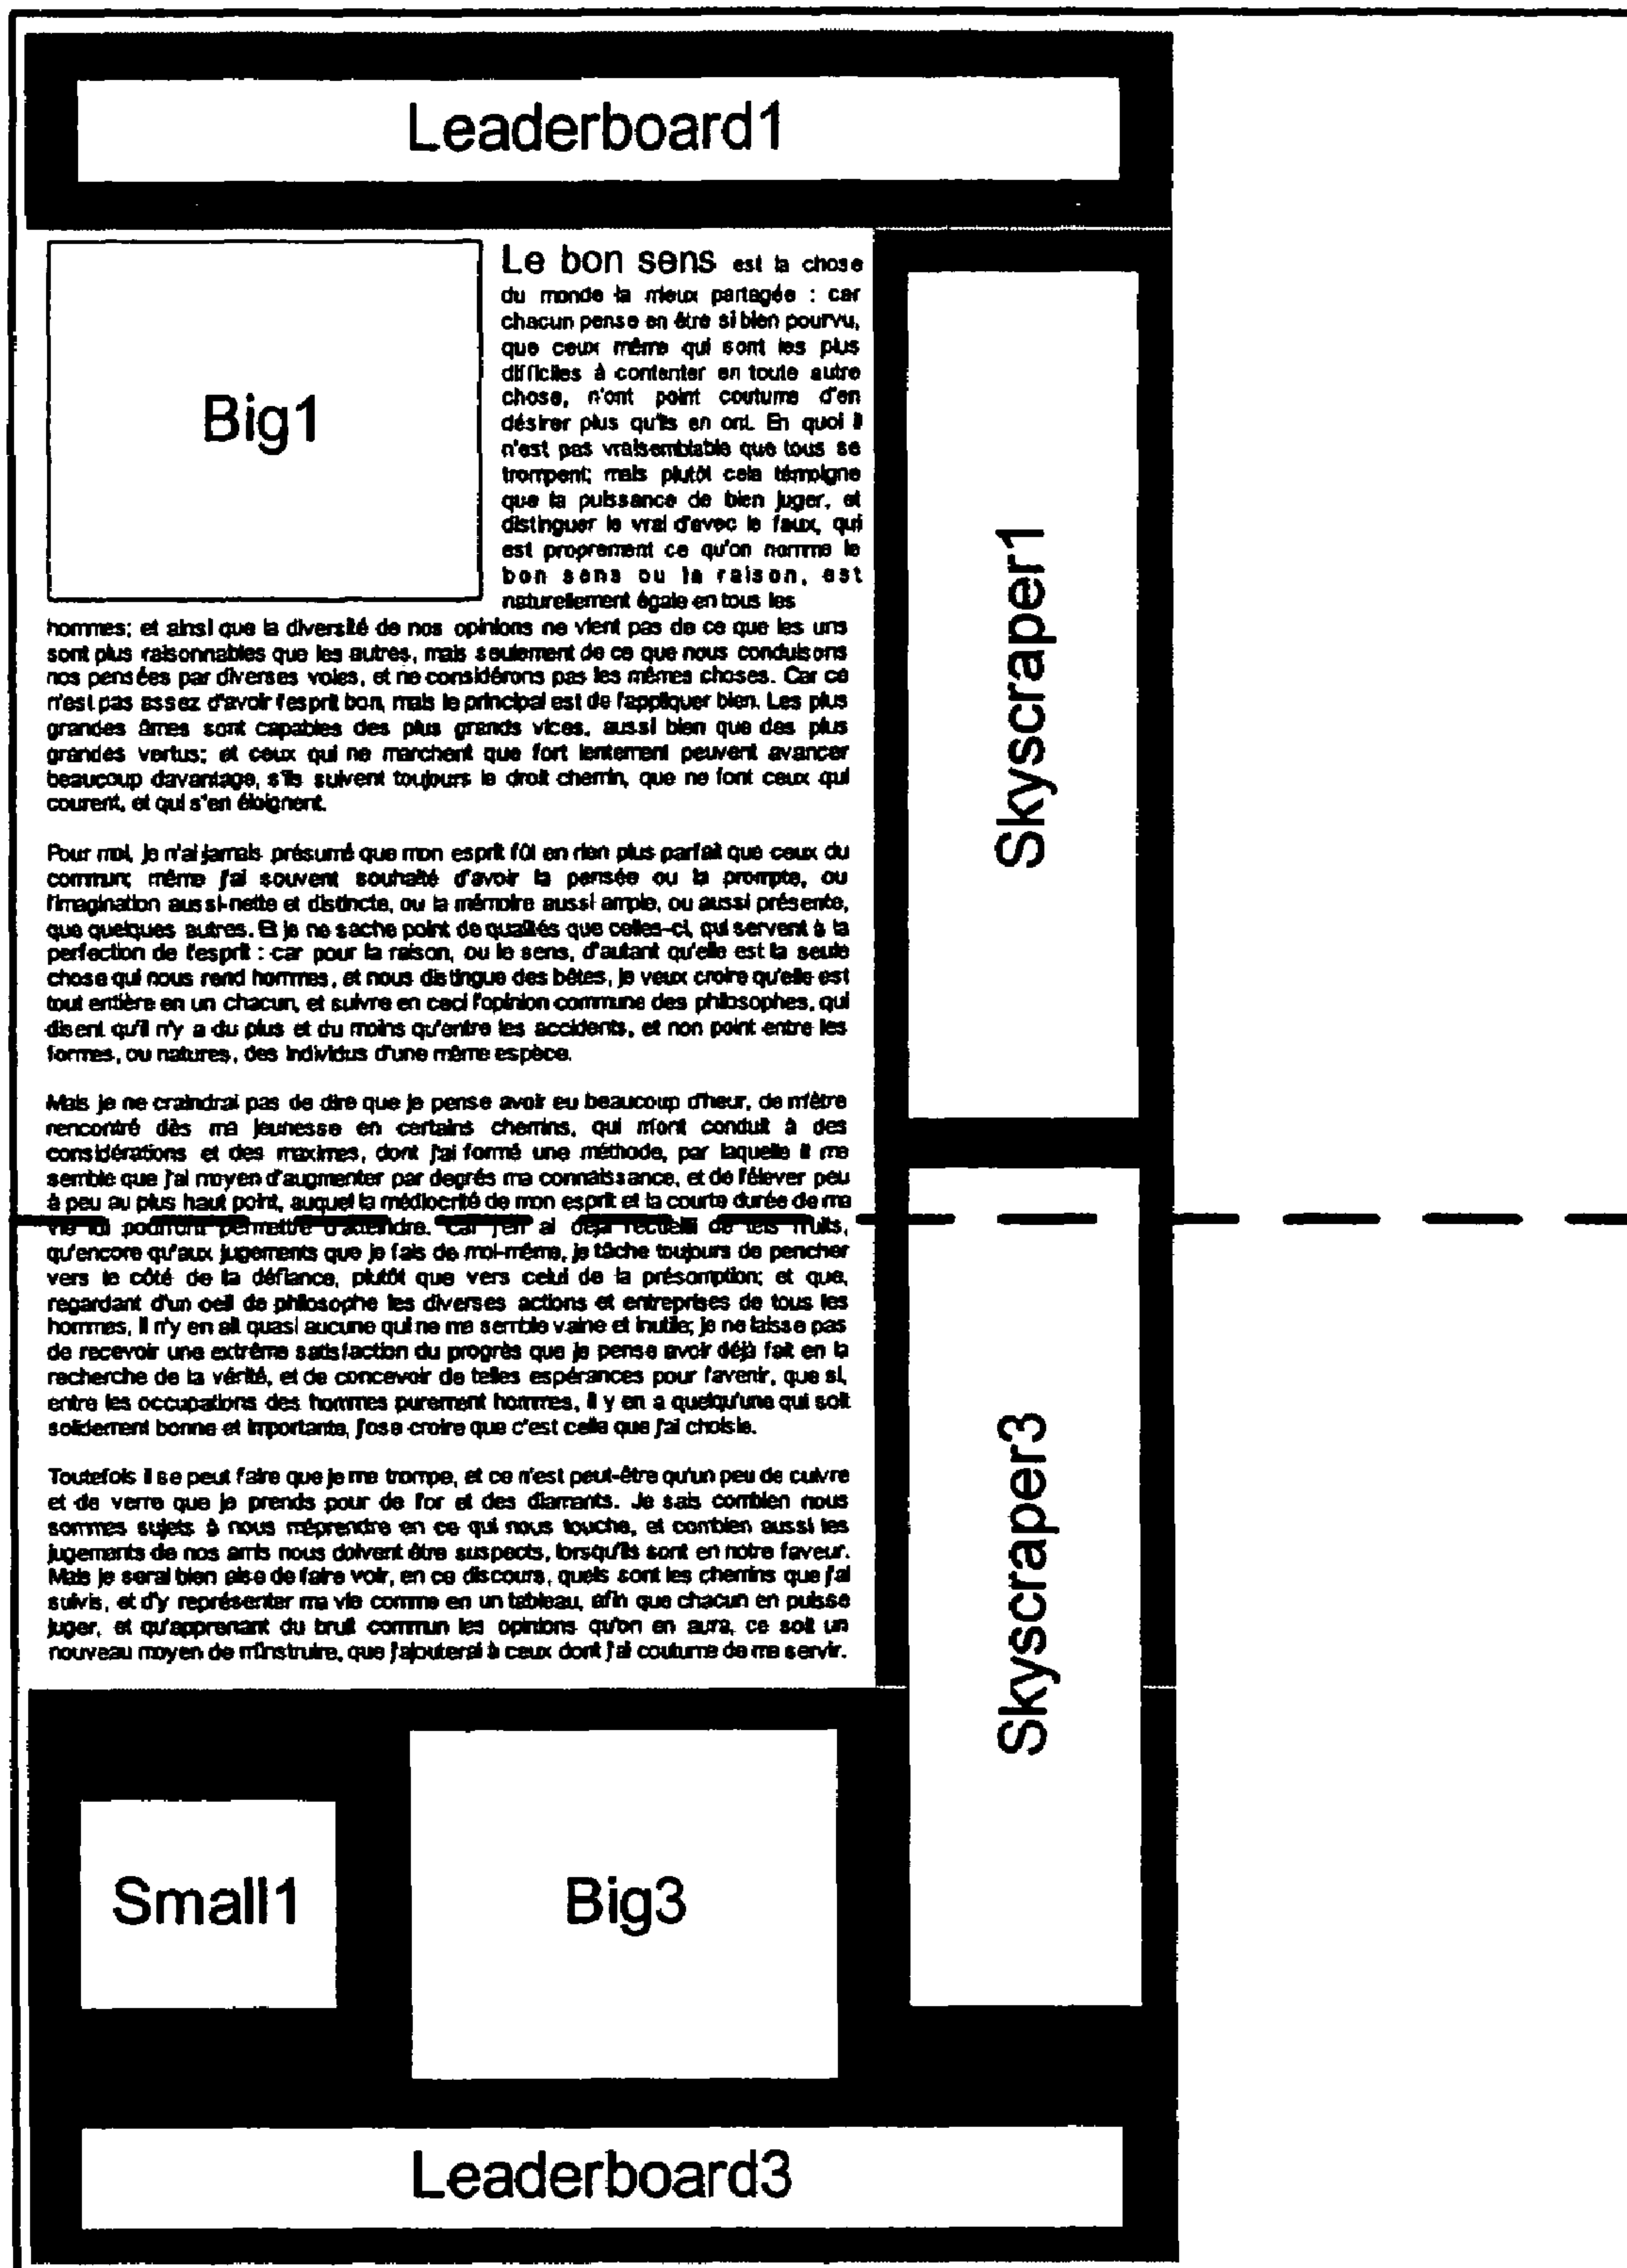 Leaderboard1
Big1
Le bon sens est la chose
du monde la mieux partagée : car
chacun pense en être si bien pourvu,
que ceux même qui sont les plus
difficiles à contenter en toute autre
chose, n'ont point coutume d'en
désirer plus qu'ils en ont. En quoi il
n'est pas vraisemblable que tous se
trompent; mais plutôt cela témoigne
que la puissance de bien juger, et
distinguer le vrai d'avec le faux, qui
est proprement ce qu'on nomme le
bon sens ou la raison, est
naturellement égale en tous les
hommes; et ainsi que la diversité de nos opinions ne vient pas de ce que les uns
sont plus raisonnables que les autres, mais seulement de ce que nous conduisons
nos pensées par diverses voies, et ne considérons pas les mêmes choses. Car ce
n'est pas assez d'avoir l'esprit bon, mais le principal est de l'appliquer bien. Les plus
grandes âmes sont capables des plus grands vices, aussi bien que des plus
grandes vertus; et ceux qui ne marchent que fort lentement peuvent avancer
beaucoup davantage, s'ils suivent toujours le droit chemin, que ne font ceux qui
courent, et qui s'en éloignent.
Pour moi, je n'ai jamais présumé que mon esprit fût en rien plus parfait que ceux du
commun; même j'ai souvent souhaité d'avoir la pensée ou la prompte, ou
l'imagination aussi nette et distincte, ou la mémoire aussi ample, ou aussi présente,
que quelques autres. Et je ne sache point de qualités que celles-ci, qui servent à la
perfection de l'esprit : car pour la raison, ou le sens, d'autant qu'elle est la seule
chose qui nous rend hommes, et nous distingue des bêtes, je veux croire qu'elle est
tout entière en un chacun, et suivre en ceci l'opinion commune des philosophes, qui
disent qu'il n'y a du plus et du moins qu'entre les accidents, et non point entre les
formes, ou natures, des individus d'une même espèce.
Mais je ne craindrai pas de dire que je pense avoir eu beaucoup d'heur, de m'être
rencontré dès ma jeunesse en certains chemins, qui m'ont conduit à des
considérations et des maximes, dont j'ai formé une méthode, par laquelle il me
semble que j'ai moyen d'augmenter par degrés ma connaissance, et de l'élever peu
à peu au plus haut point, auquel la médiocrité de mon esprit et la courte durée de ma
vie lui pourront permettre d'atteindre. Car j'en ai déjà recueilli de tels fruits,
qu'encore qu'aux jugements que je fais de moi-même, je tâche toujours de pencher
vers le côté de la défiance, plutôt que vers celui de la présomption; et que,
regardant d'un oeil de philosophe les diverses actions et entreprises de tous les
hommes, il n'y en ait quasi aucune qui ne me semble vaine et inutile; je ne laisse pas
de recevoir une extrême satisfaction du progrès que je pense avoir déjà fait en la
recherche de la vérité, et de concevoir de telles espérances pour l'avenir, que si,
entre les occupations des hommes purement hommes, il y en a quelqu'une qui soit
solidement bonne et importante, j'ose croire que c'est celle que j'ai choisie.
Toutefois il se peut faire que je me trompe, et ce n'est peut-être qu'un peu de cuivre
et de verre que je prends pour de l'or et des diamants. Je sais combien nous
sommes sujets à nous méprendre en ce qui nous touche, et combien aussi les
jugements de nos amis nous doivent être suspects, lorsqu'ils sont en notre faveur.
Mais je serai bien aise de faire voir, en ce discours, quels sont les chemins que j'ai
suivis, et d'y représenter ma vie comme en un tableau, afin que chacun en puisse
juger, et qu'apprenant du bruit commun les opinions qu'on en aura, ce soit un
nouveau moyen de m'instruire, que j'ajouterai à ceux dont j'ai coutume de me servir.
Skyscraper1
Skyscraper3
Small1
Big3
Leaderboard3